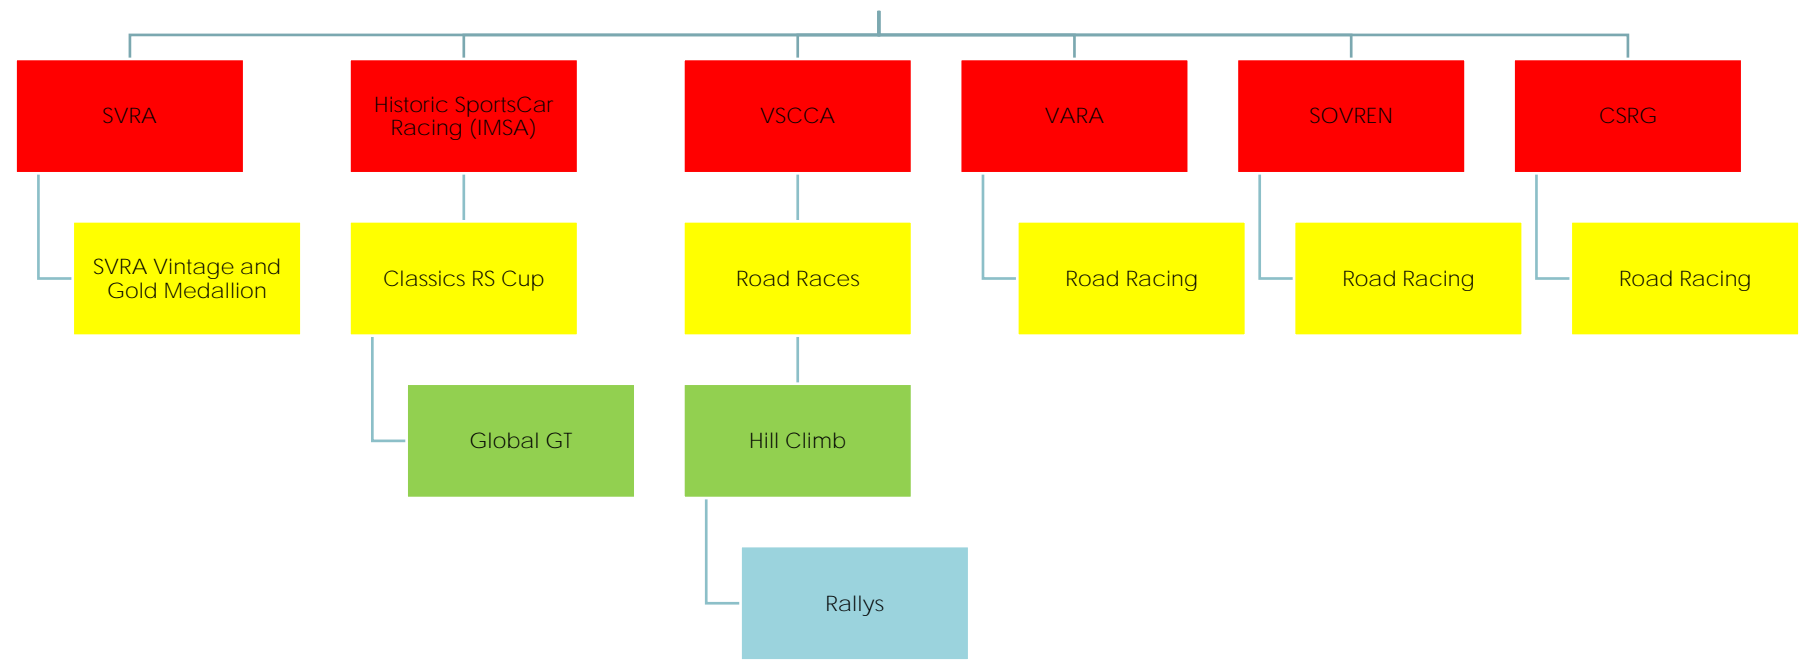 SVRA
Historic SportsCar
Racing (IMSA)
VSCCA
VARA
SOVREN
CSRG
SVRA Vintage and
Gold Medallion
Classics RS Cup
Road Races
Road Racing
Road Racing
Road Racing
Global GT
Hill Climb
Rallys